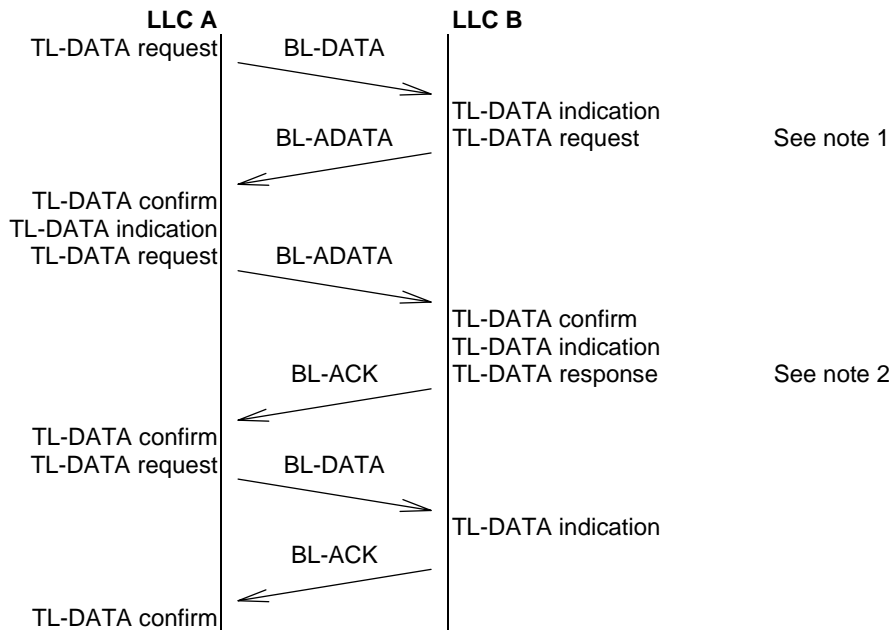 LLC A LLC B
TL-DATA request BL-DATA
TL-DATA indication
BL-ADATA TL-DATA request See note 1
TL-DATA confirm
TL-DATA indication
TL-DATA request BL-ADATA
TL-DATA confirm
TL-DATA indication
BL-ACK TL-DATA response See note 2
TL-DATA confirm
TL-DATA request BL-DATA
TL-DATA indication
BL-ACK
TL-DATA confirm